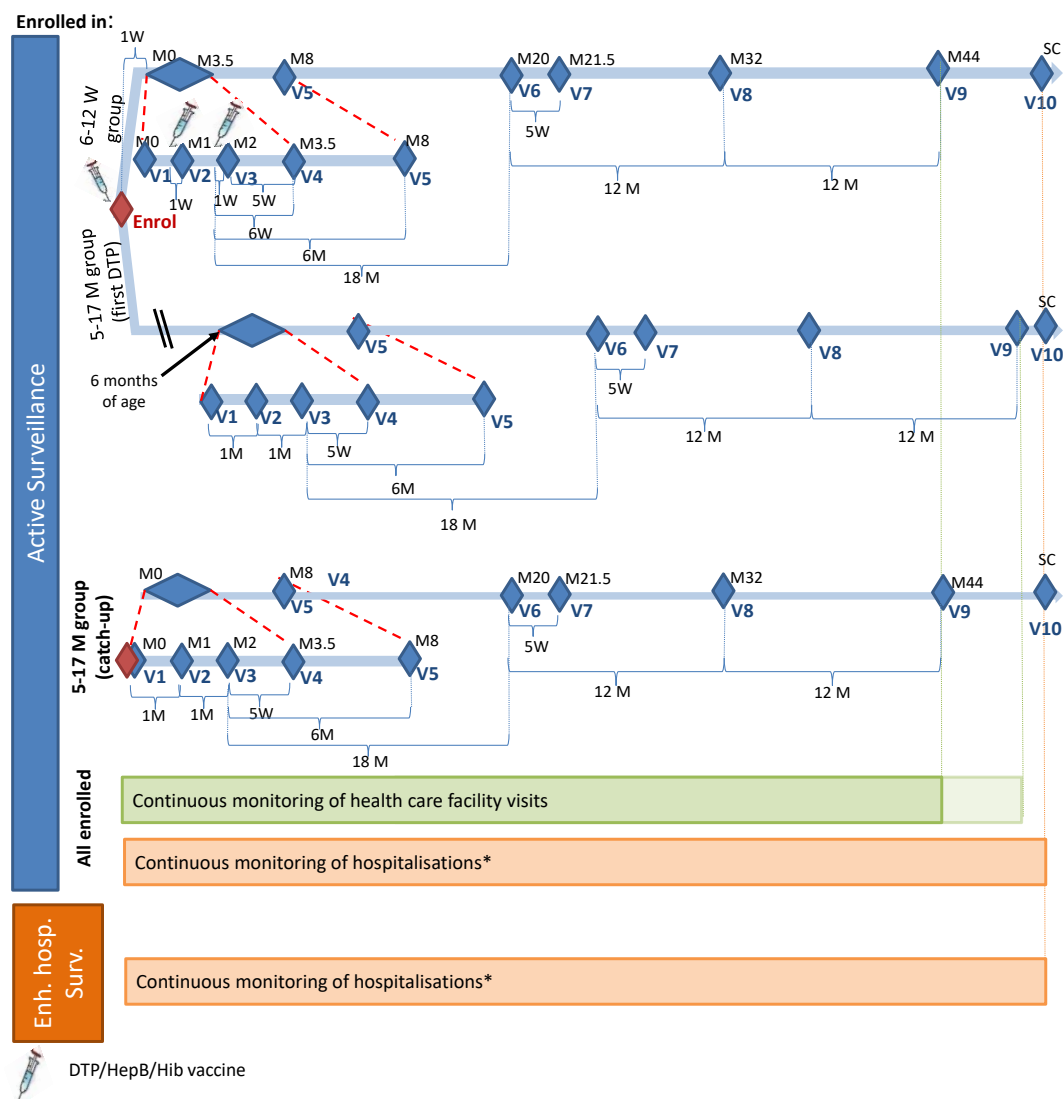 Enrolled in:
1W
M0
M3.5
M8
M20
M21.5
M32
M44
SC
V5
V6
V7
V8
V9
V10
5W
6-12 W
group
M0
M1
M2
M3.5
M8
V1
V2
V3
V4
V5
12 M
12 M
1W
1W
5W
Enrol
6W
6M
18 M
5-17 M group
(first DTP)
SC
V5
V6
V7
V8
V9
V10
5W
6 months
of age
V1
V2
V3
V4
V5
12 M
12 M
1M
1M
5W
6M
18 M
Active Surveillance
5-17 M group
(catch-up)
M0
M8
V4
M20
M21.5
M32
M44
SC
V5
V6
V7
V8
V9
V10
5W
M0
M1
M2
M3.5
M8
V1
V2
V3
V4
V5
12 M
12 M
1M
1M
5W
6M
18 M
All enrolled
Continuous monitoring of health care facility visits
Continuous monitoring of hospitalisations*
Enh. hosp.
Surv.
Continuous monitoring of hospitalisations*
DTP/HepB/Hib vaccine